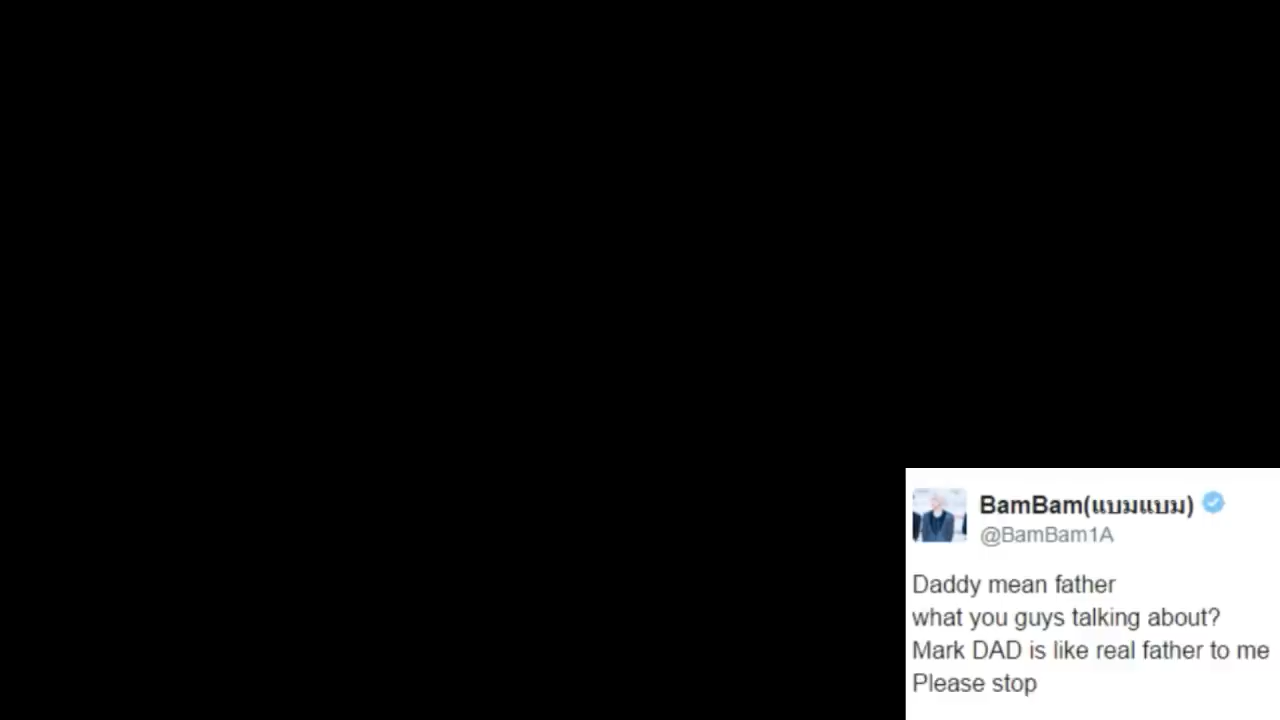 BamBam(แบมแบม)
@BamBam1A
Daddy mean father
what you guys talking about?
Mark DAD is like real father to me
Please stop